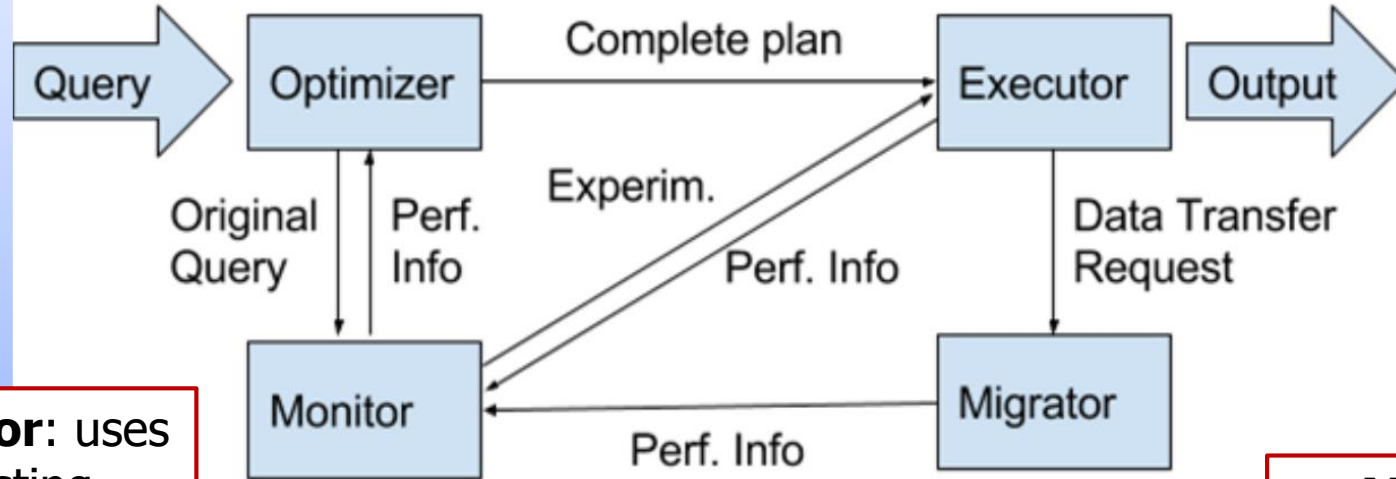 Complete plan
Query
Optimizer
Executor
Output
Experim.
Original
Query
Perf.
Info
Data Transfer
Request
Perf. Info
Monitor
Migrator
Perf. Info
: uses